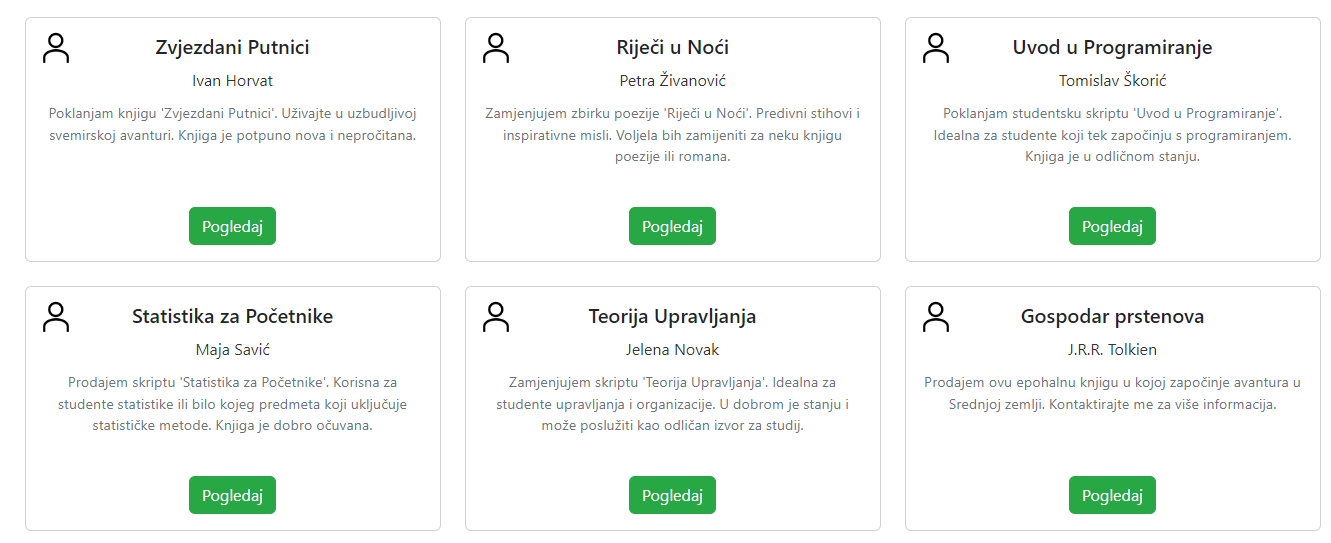 Zvjezdani Putnici
Ivan Horvat
Poklanjam knjigu 'Zvjezdani Putnici'. Uživajte u uzbudljivoj
svemirskoj avanturi. Knjiga je potpuno nova i nepročitana.
Pogledaj
Riječi u Noći
Petra Živanović
Zamjenjujem zbirku poezije 'Riječi u Noći'. Predivni stihovi i
inspirativne misli. Voljela bih zamijeniti za neku knjigu
poezije ili romana.
Pogledaj
Uvod u Programiranje
Tomislav Škorić
Poklanjam studentsku skriptu 'Uvod u Programiranje'.
Idealna za studente koji tek započinju s programiranjem.
Knjiga je u odličnom stanju.
Pogledaj
Statistika za Početnike
Maja Savić
Prodajem skriptu 'Statistika za Početnike'. Korisna za
studente statistike ili bilo kojeg predmeta koji uključuje
statističke metode. Knjiga je dobro očuvana.
Pogledaj
Teorija Upravljanja
Jelena Novak
Zamjenjujem skriptu 'Teorija Upravljanja'. Idealna za
studente upravljanja i organizacije. U dobrom je stanju i
može poslužiti kao odličan izvor za studij.
Pogledaj
Gospodar prstenova
J.R.R. Tolkien
Prodajem ovu epohalnu knjigu u kojoj započinje avantura u
Srednjoj zemlji. Kontaktirajte me za više informacija.
Pogledaj